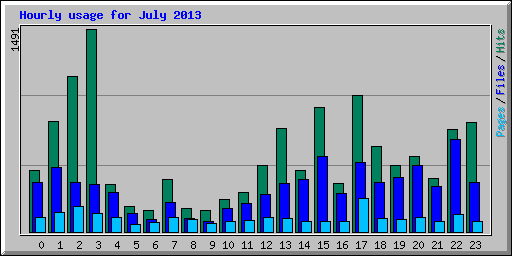 Hourly usage for July 2013
1491
Pages / Files / Hits
0 1 2 3 4 5 6 7 8 9 10 11 12 13 14 15 16 17 18 19 20 21 22 23